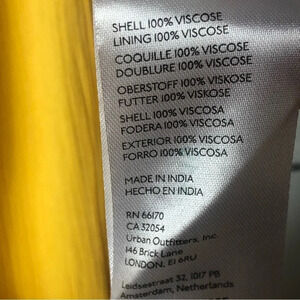 SHELL 100% VISCOSE
LINING 100% VISCOSE
COQUILLE 100% VISCOSE
DOUBLURE 100% VISCOSE
OBERSTOFF 100% VISKOSE
FUTTER 100% VISKOSE
SHELL 100% VISCOSA
FODERA 100% VISCOSA
EXTERIOR 100% VISCOSA
FORRO 100% VISCOSA
MADE IN INDIA
HECHO EN INDIA
RN 66170
CA 32054
Urban Outfitters, Inc.
146 Brick Lane
LONDON. E1 6RU
Leidsestraat 32, 1017 PB
Amsterdam, Netherlands